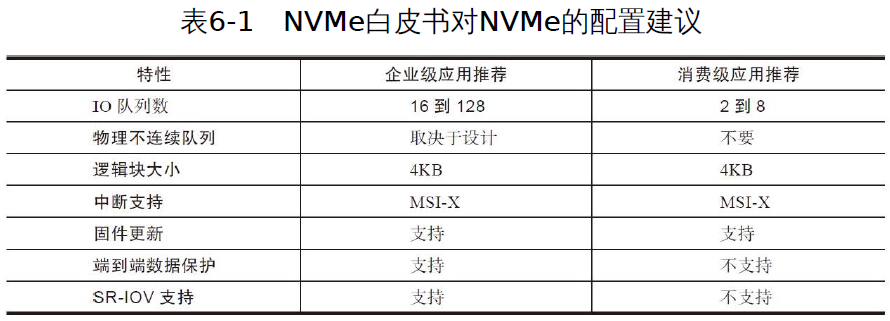 表6-1 NVMe白皮书对NVMe的配置建议
特性 企业级应用推荐 消费级应用推荐
IO 队列数 16 到 128 2 到 8
物理不连续队列 取决于设计 不要
逻辑块大小 4KB 4KB
中断支持 MSI-X MSI-X
固件更新 支持 支持
端到端数据保护 支持 不支持
SR-IOV 支持 支持 不支持